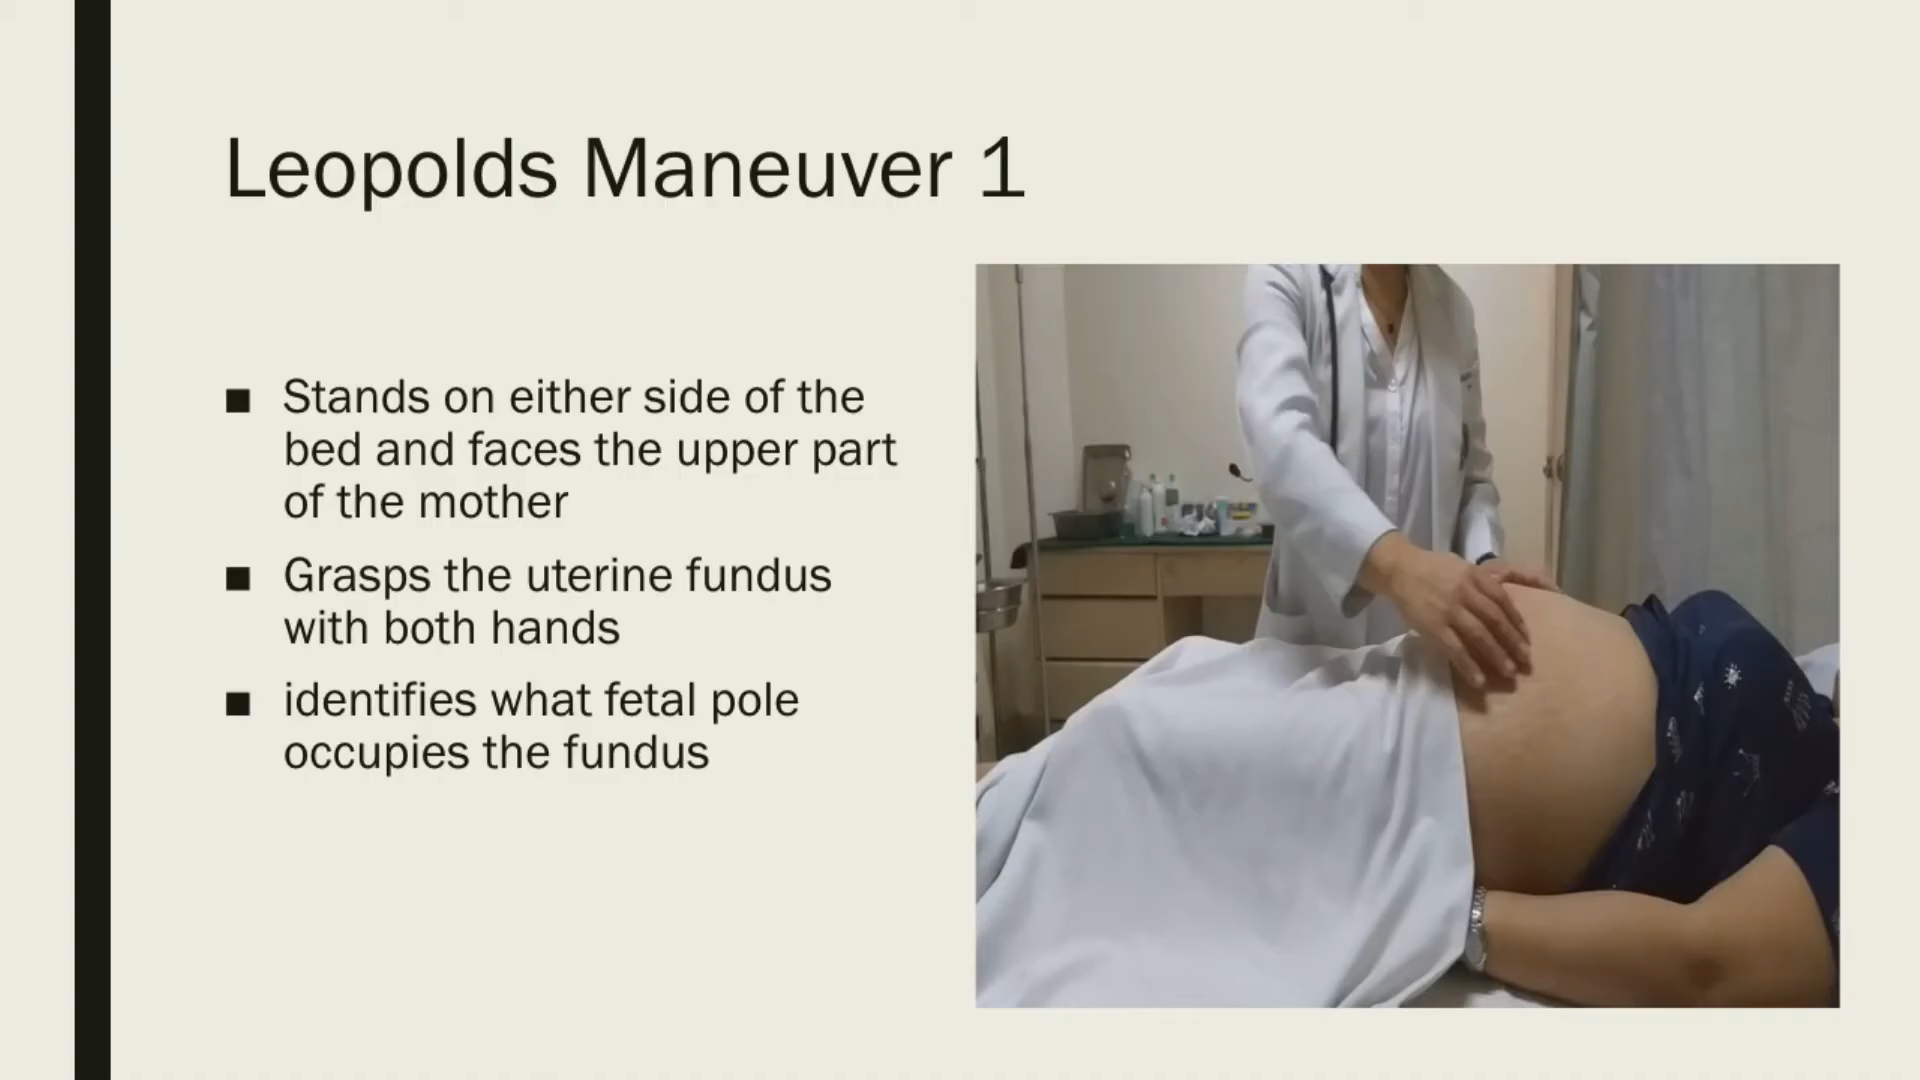 Leopolds Maneuver 1
■ Stands on either side of the
bed and faces the upper part
of the mother
■ Grasps the uterine fundus
with both hands
■ identifies what fetal pole
occupies the fundus